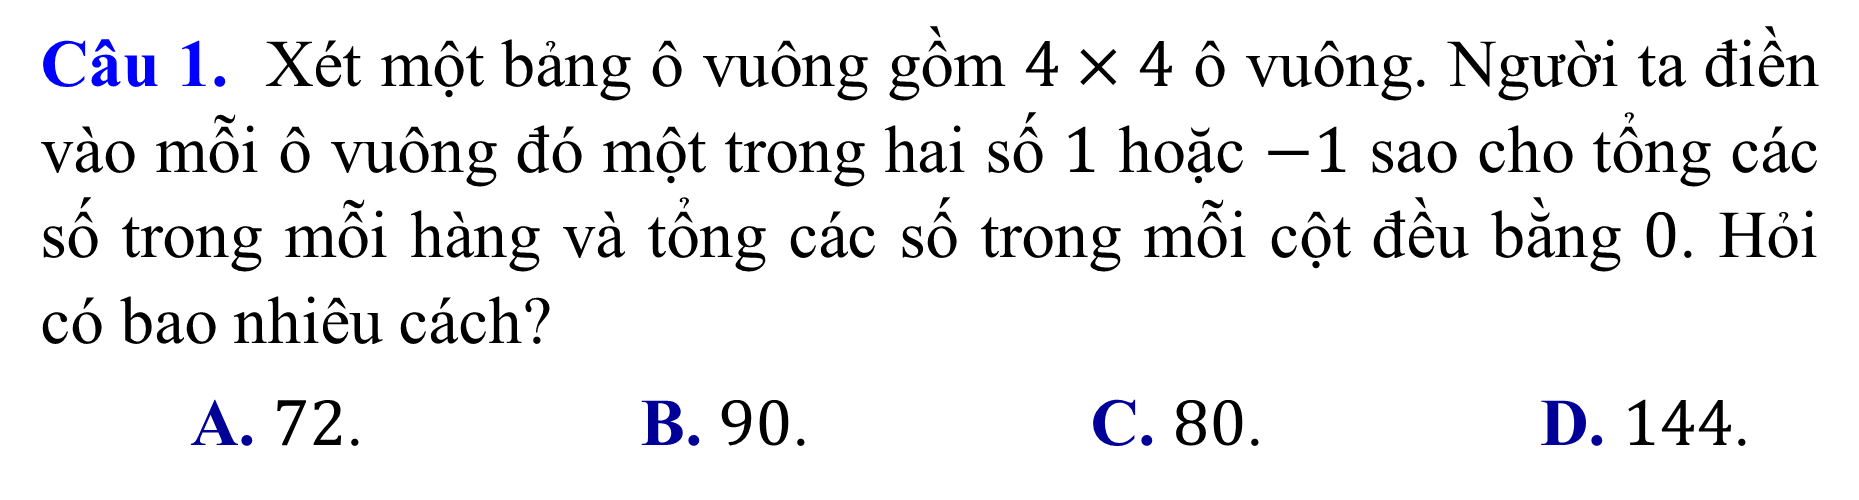 Câu 1. Xét một bảng ô vuông gồm 4 × 4 ô vuông. Người ta điền
vào mỗi ô vuông đó một trong hai số 1 hoặc −1 sao cho tổng các
số trong mỗi hàng và tổng các số trong mỗi cột đều bằng 0. Hỏi
có bao nhiêu cách?
A. 72. B. 90. C. 80. D. 144.